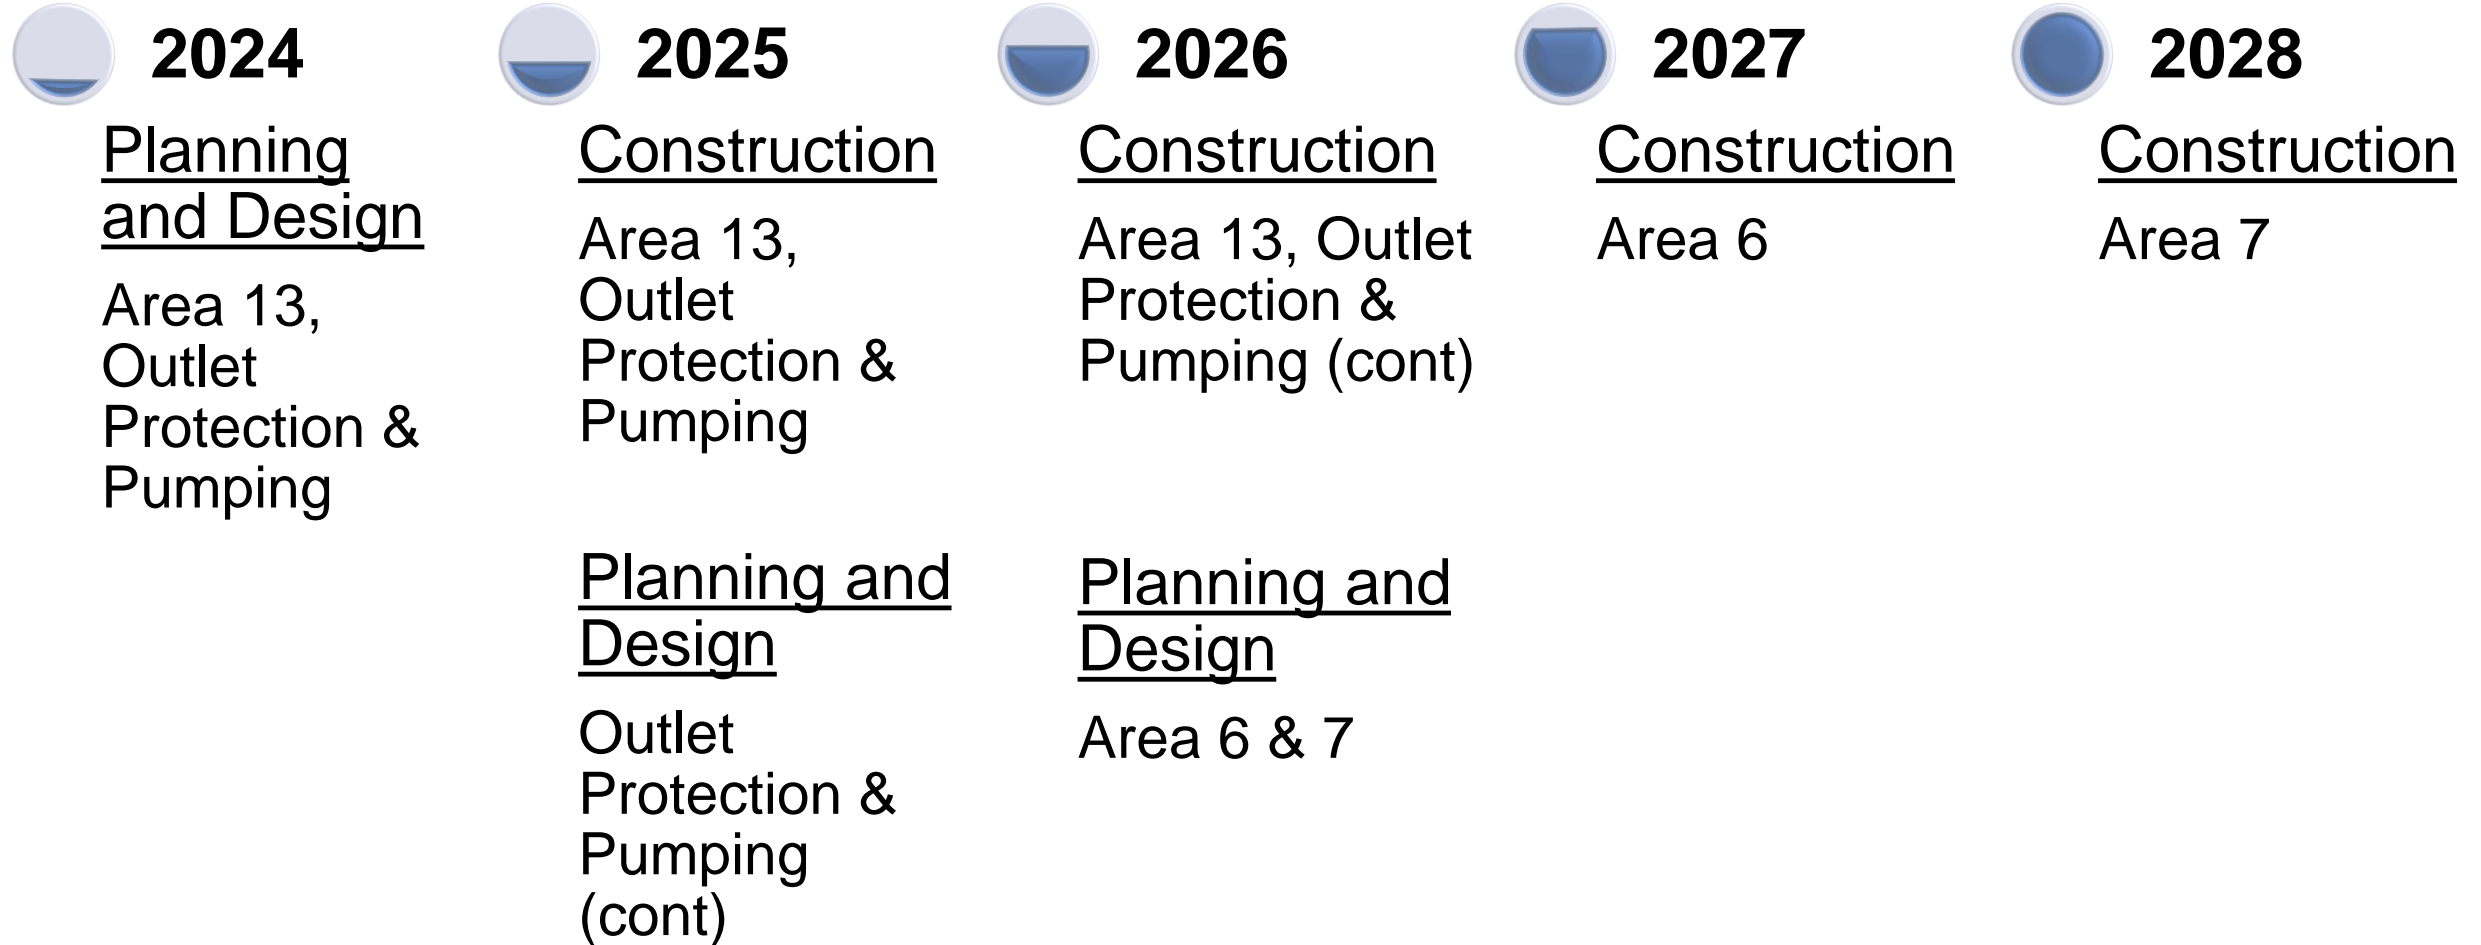 2024
Planning
and Design
Area 13,
Outlet
Protection &
Pumping
2025
Construction
Area 13,
Outlet
Protection &
Pumping
Planning and
Design
Outlet
Protection &
Pumping
(cont)
2026
Construction
Area 13, Outlet
Protection &
Pumping (cont)
Planning and
Design
Area 6 & 7
2027
Construction
Area 6
2028
Construction
Area 7